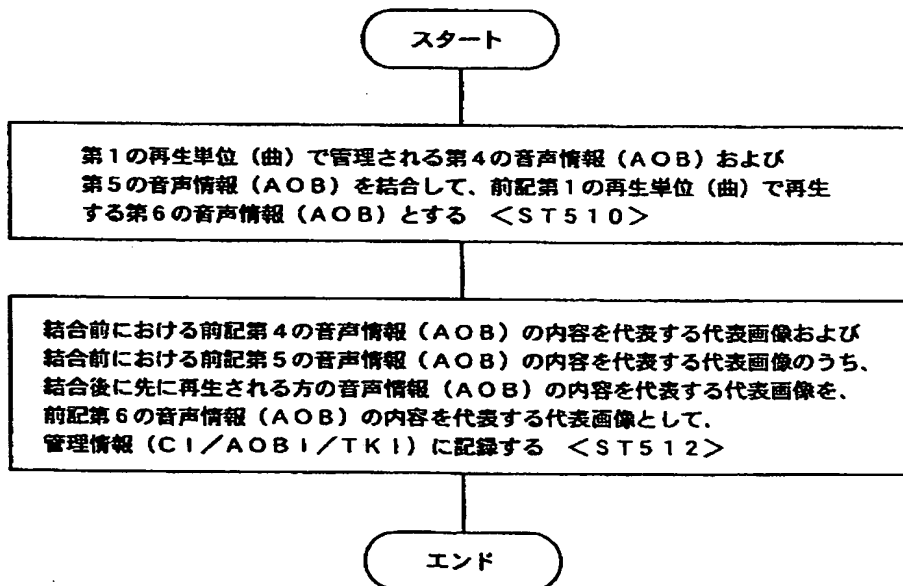 スタート
第1の再生単位（曲）で管理される第4の音声情報（AOB）および
第5の音声情報（AOB）を結合して、前記第1の再生単位（曲）で再生
する第6の音声情報（AOB）とする ＜ST510＞
結合前における前記第4の音声情報（AOB）の内容を代表する代表画像および
結合前における前記第5の音声情報（AOB）の内容を代表する代表画像のうち、
結合後に先に再生される方の音声情報（AOB）の内容を代表する代表画像を、
前記第6の音声情報（AOB）の内容を代表する代表画像として、
管理情報（CI／AOBI／TKI）に記録する ＜ST512＞
エンド